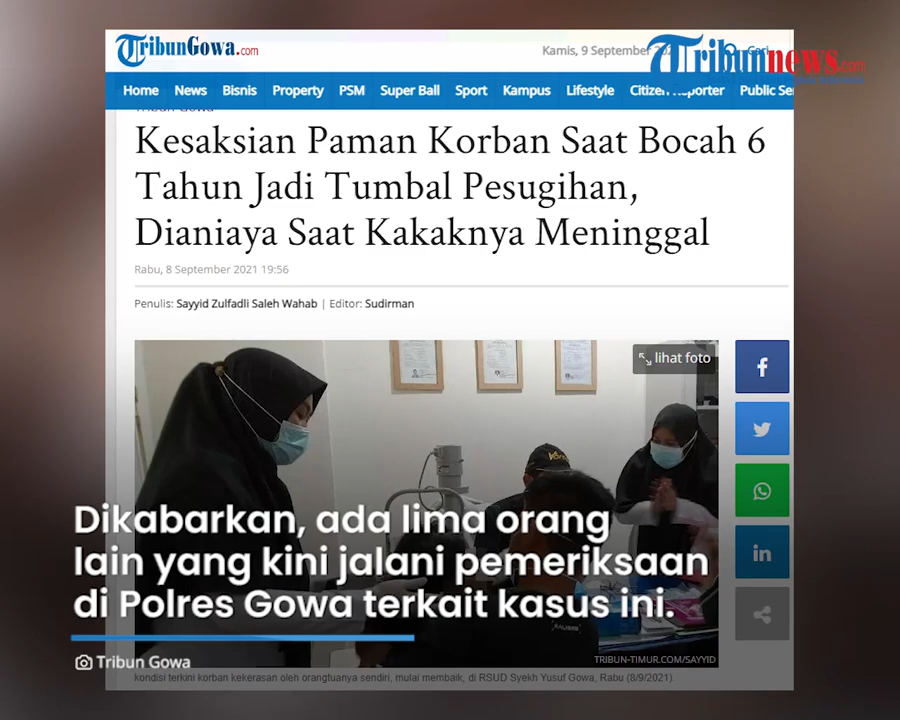 TribunGowa.com
Kamis, 9 September
Tribunnews.com
Home News Bisnis Property PSM Super Ball Sport Kampus Lifestyle Citizen Reporter Public Ser
Tribun Gowa
Kesaksian Paman Korban Saat Bocah 6
Tahun Jadi Tumbal Pesugihan,
Dianiaya Saat Kakaknya Meninggal
Rabu, 8 September 2021 19:56
Penulis: Sayyid Zulfadli Saleh Wahab | Editor: Sudirman
lihat foto
Dikabarkan, ada lima orang
lain yang kini jalani pemeriksaan
di Polres Gowa terkait kasus ini.
TRIBUN-TIMUR.COM/SAYYID
Tribun Gowa
kondisi terkini korban kekerasan oleh orangtuanya sendiri, mulai membaik, di RSUD Syekh Yusuf Gowa, Rabu (8/9/2021).